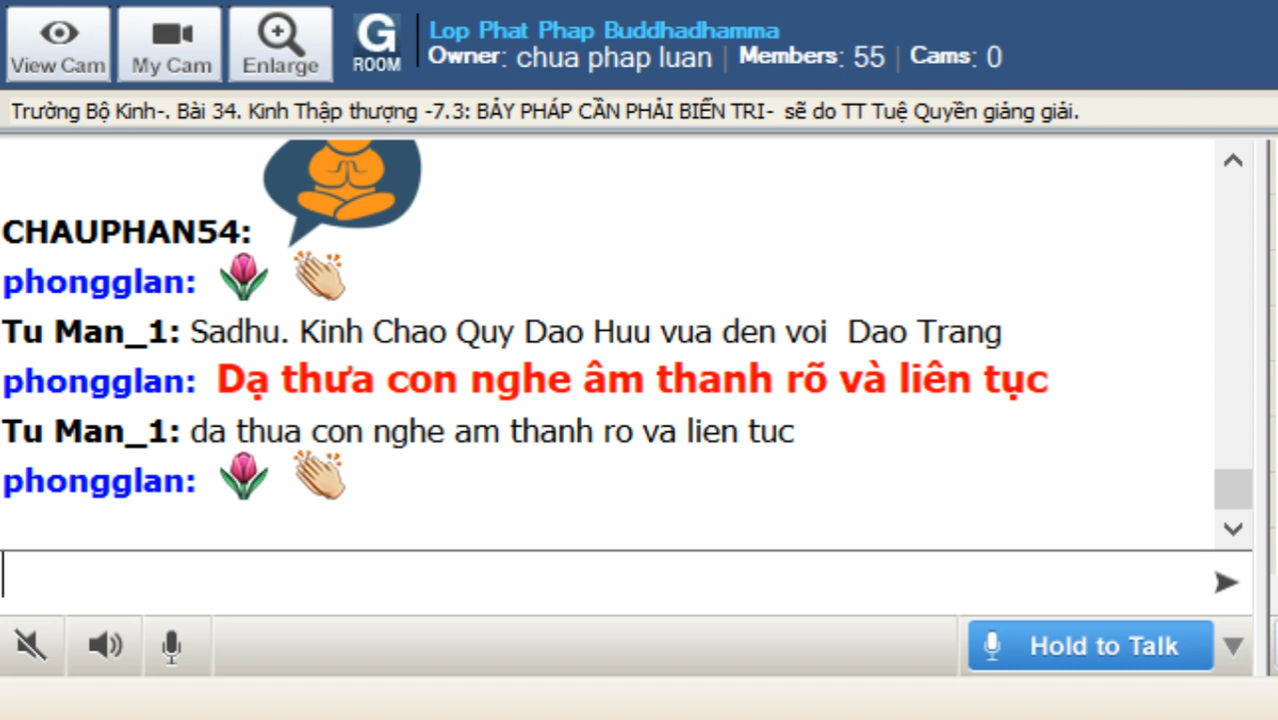 View Cam
My Cam
Enlarge
G
ROOM
Lop Phat Phap Buddhadhamma
Owner: chua phap luan | Members: 55 | Cams: 0
Trường Bộ Kinh-. Bài 34. Kinh Thập thượng -7.3: BẢY PHÁP CẦN PHẢI BIẾN TRI- sẽ do TT Tuệ Quyền giảng giải.
CHAUPHAN54:
phongglan:
Tu Man_1: Sadhu. Kinh Chao Quy Dao Huu vua den voi Dao Trang
phongglan: Dạ thưa con nghe âm thanh rõ và liên tục
Tu Man_1: da thua con nghe am thanh ro va lien tuc
phongglan:
Hold to Talk